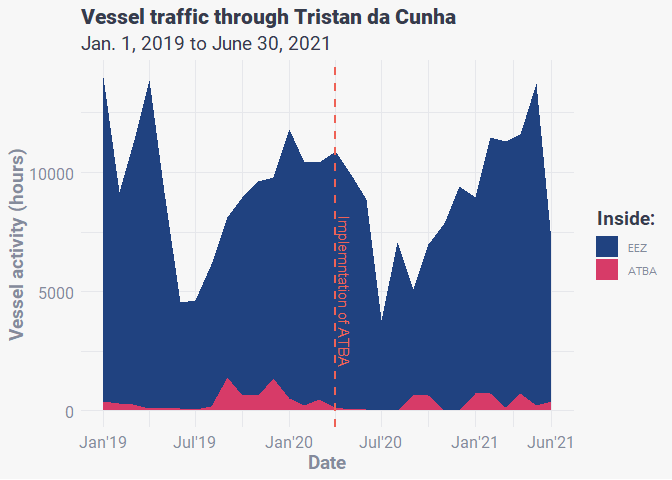 Vessel traffic through Tristan da Cunha
Jan. 1, 2019 to June 30, 2021
Vessel activity (hours)
10000
5000
0
Implemntation of ATBA
Inside:
EEZ
ATBA
Jan'19
Jul'19
Jan'20
Jul'20
Jan'21
Jun'21
Date